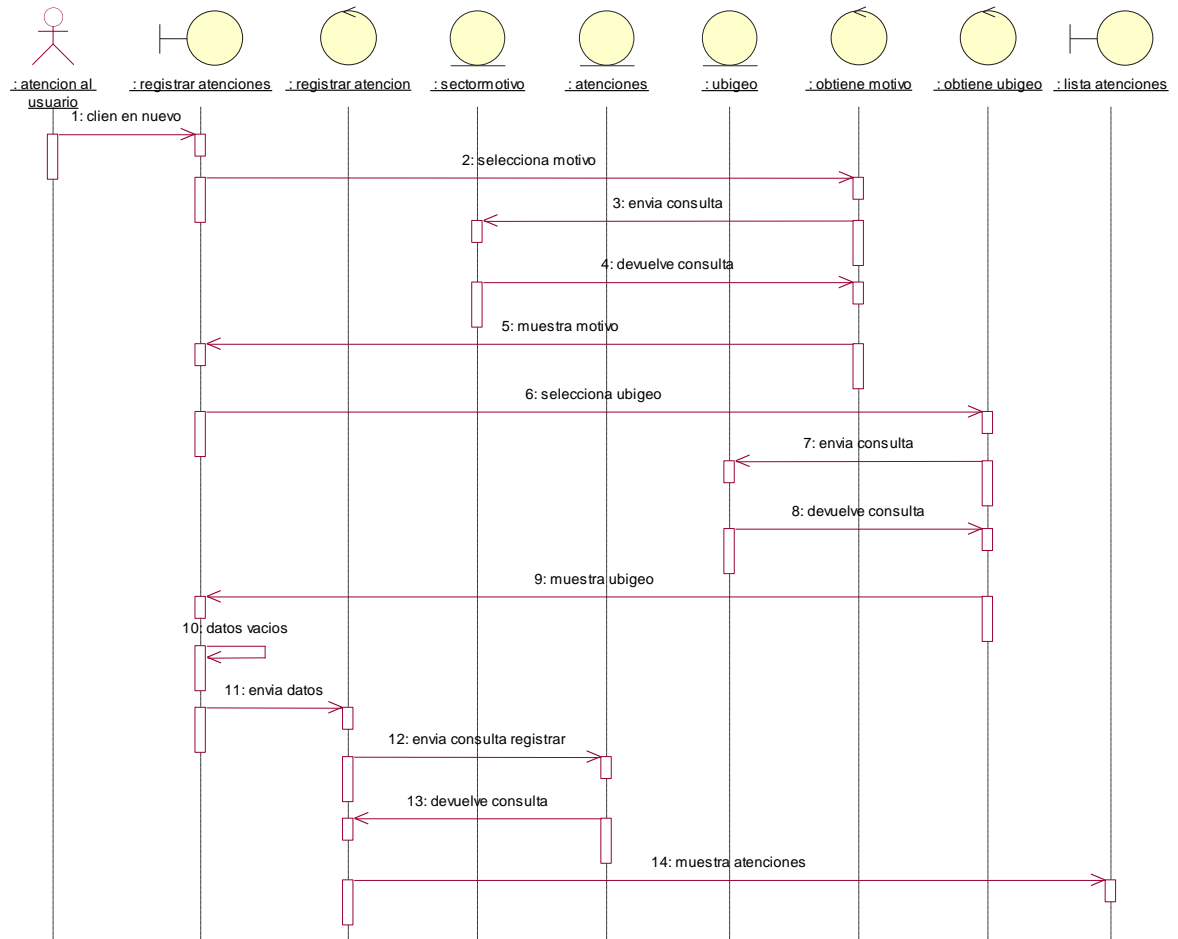 : atencion al
usuario
: registrar atenciones
: registrar atencion
: sectormotivo
: atenciones
: ubigeo
: obtiene motivo
: obtiene ubigeo
: lista atenciones
1: clien en nuevo
2: selecciona motivo
3: envia consulta
4: devuelve consulta
5: muestra motivo
6: selecciona ubigeo
7: envia consulta
8: devuelve consulta
9: muestra ubigeo
10: datos vacios
11: envia datos
12: envia consulta registrar
13: devuelve consulta
14: muestra atenciones